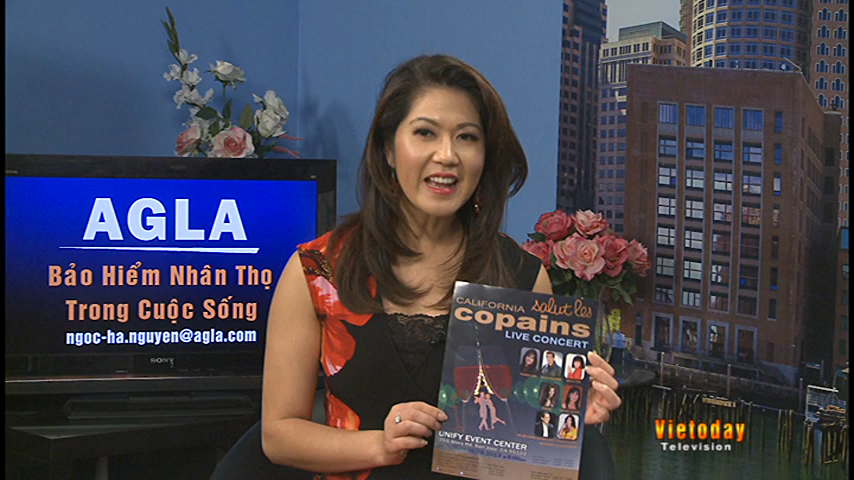 AGLA
Bảo Hiểm Nhân Thọ
Trong Cuộc Sống
ngoc-ha.nguyen@agla.com
SONY
CALIFORNIA salut les
copains
LIVE CONCERT
UNIFY EVENT CENTER
Vietoday
Television